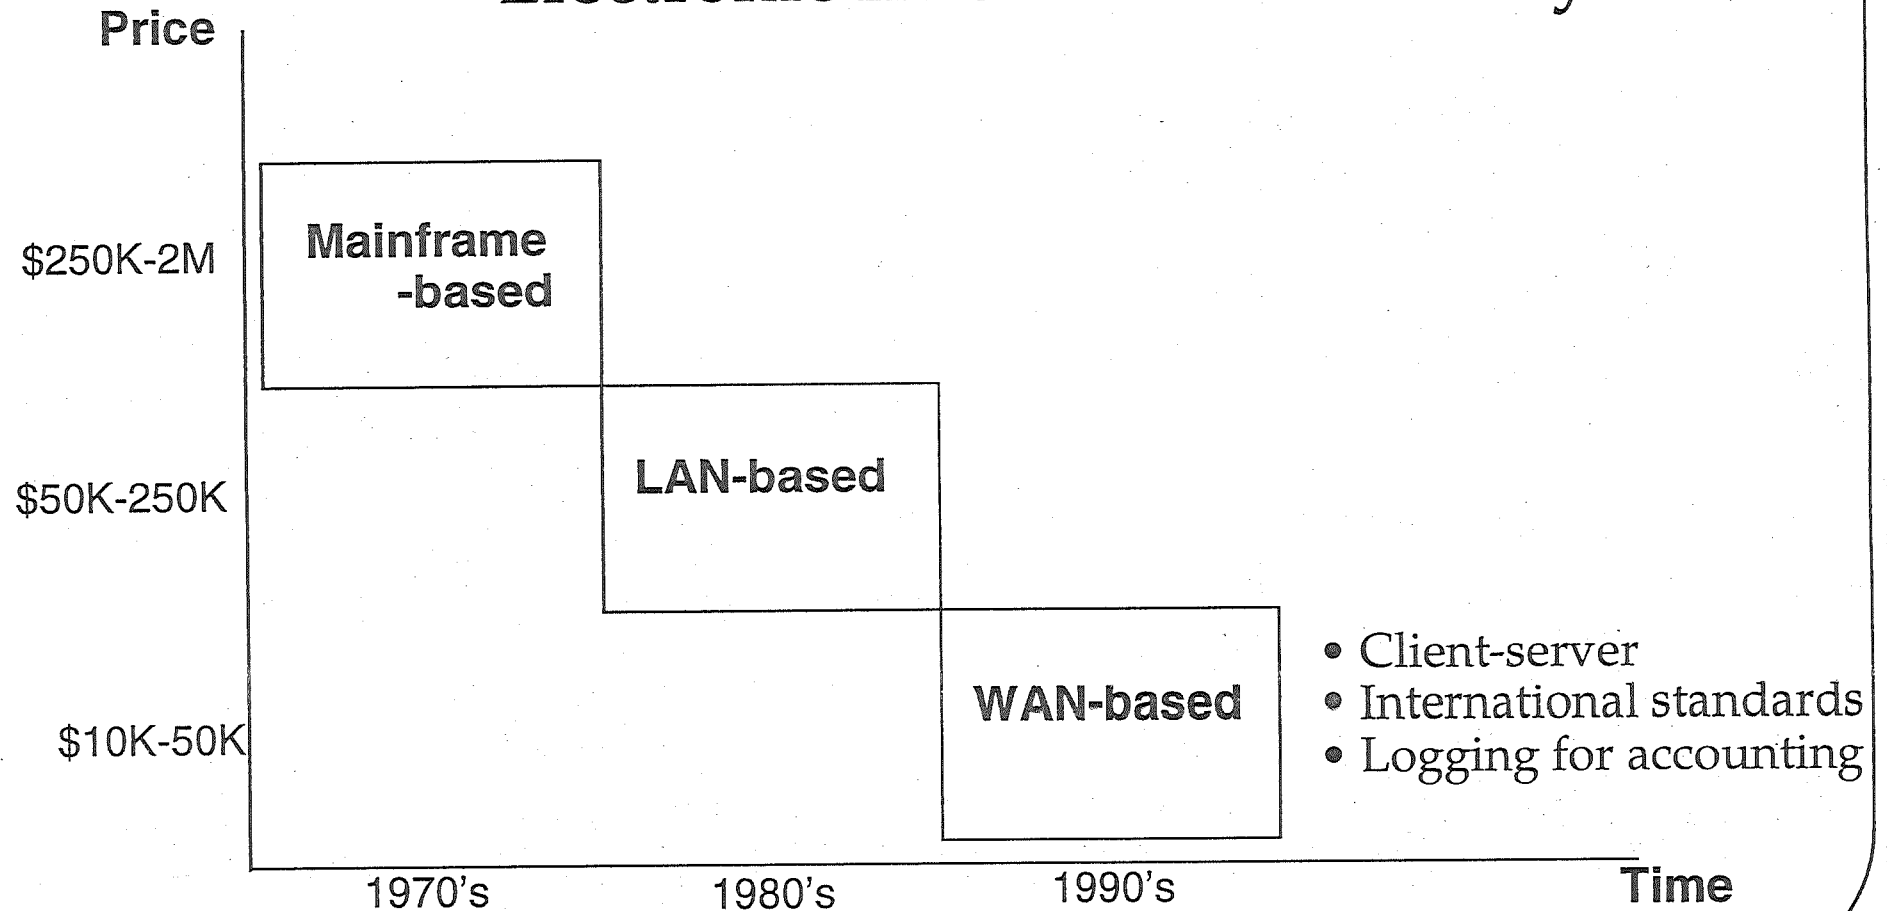 Price
$250K-2M
Mainframe
-based
$50K-250K
LAN-based
$10K-50K
WAN-based
• Client-server
• International standards
• Logging for accounting
1970's
1980's
1990's
Time